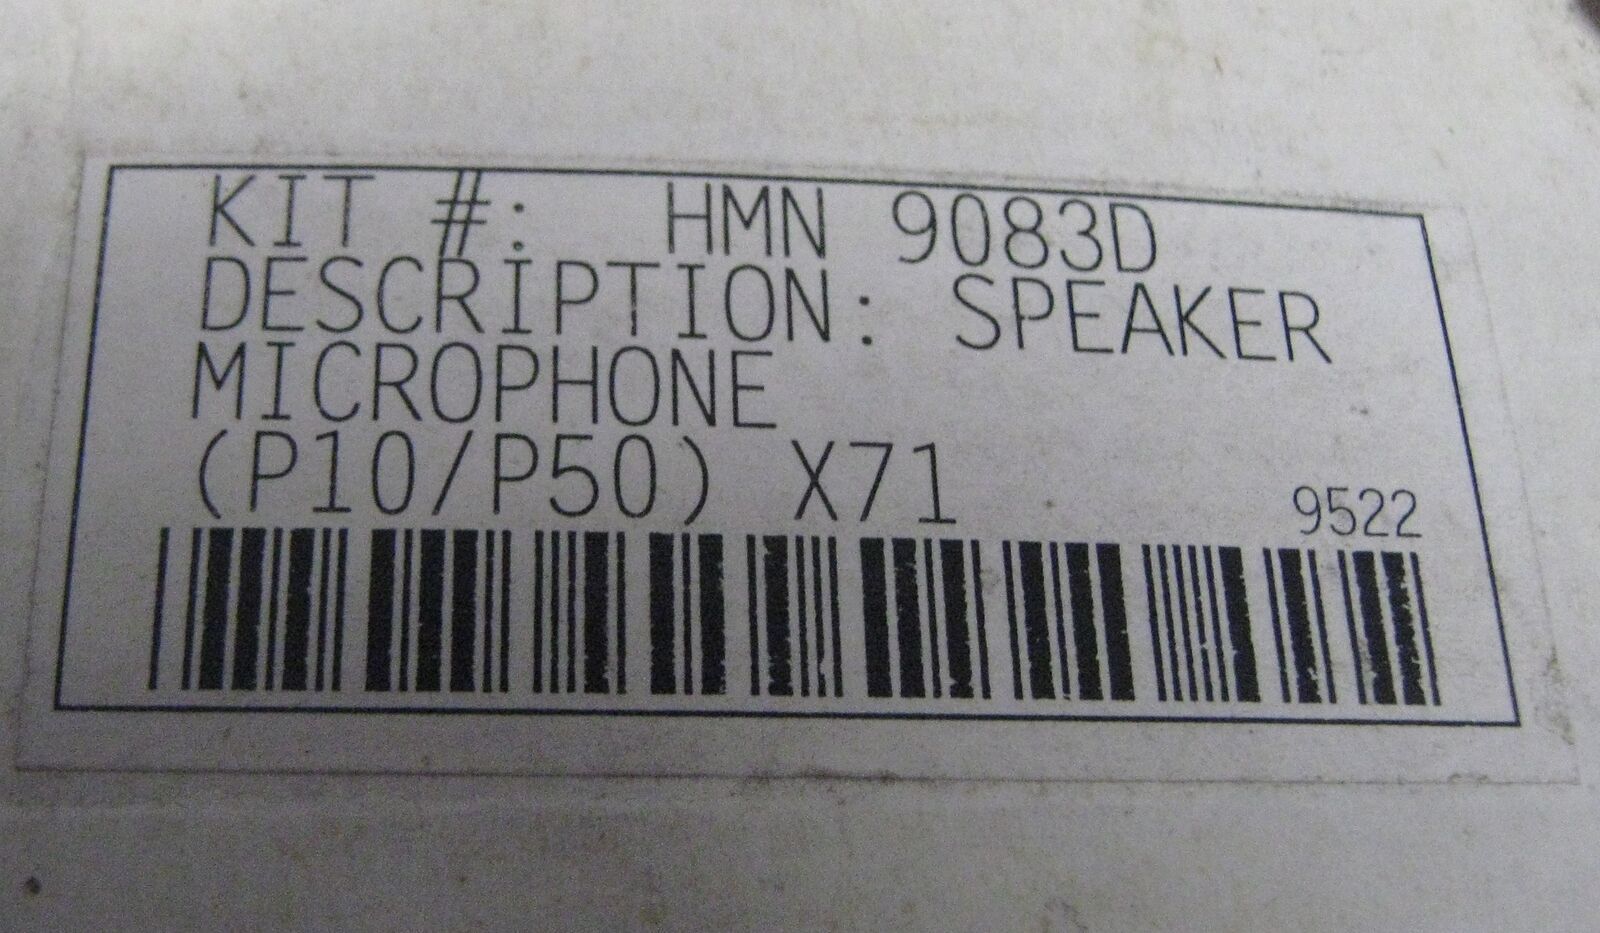 KIT #: HMN 9083D
DESCRIPTION: SPEAKER
MICROPHONE
(P10/P50) X71
9522